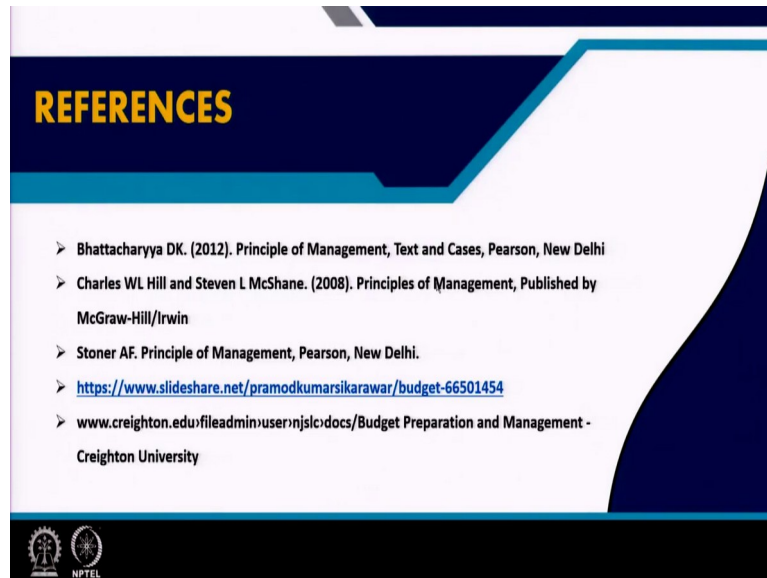 REFERENCES
➢ Bhattacharyya DK. (2012). Principle of Management, Text and Cases, Pearson, New Delhi
➢ Charles WL Hill and Steven L McShane. (2008). Principles of Management, Published by
McGraw-Hill/Irwin
➢ Stoner AF. Principle of Management, Pearson, New Delhi.
➢ https://www.slideshare.net/pramodkumarsikarawar/budget-66501454
➢ www.creighton.edu›fileadmin›user›njslc›docs/Budget Preparation and Management -
Creighton University
NPTEL